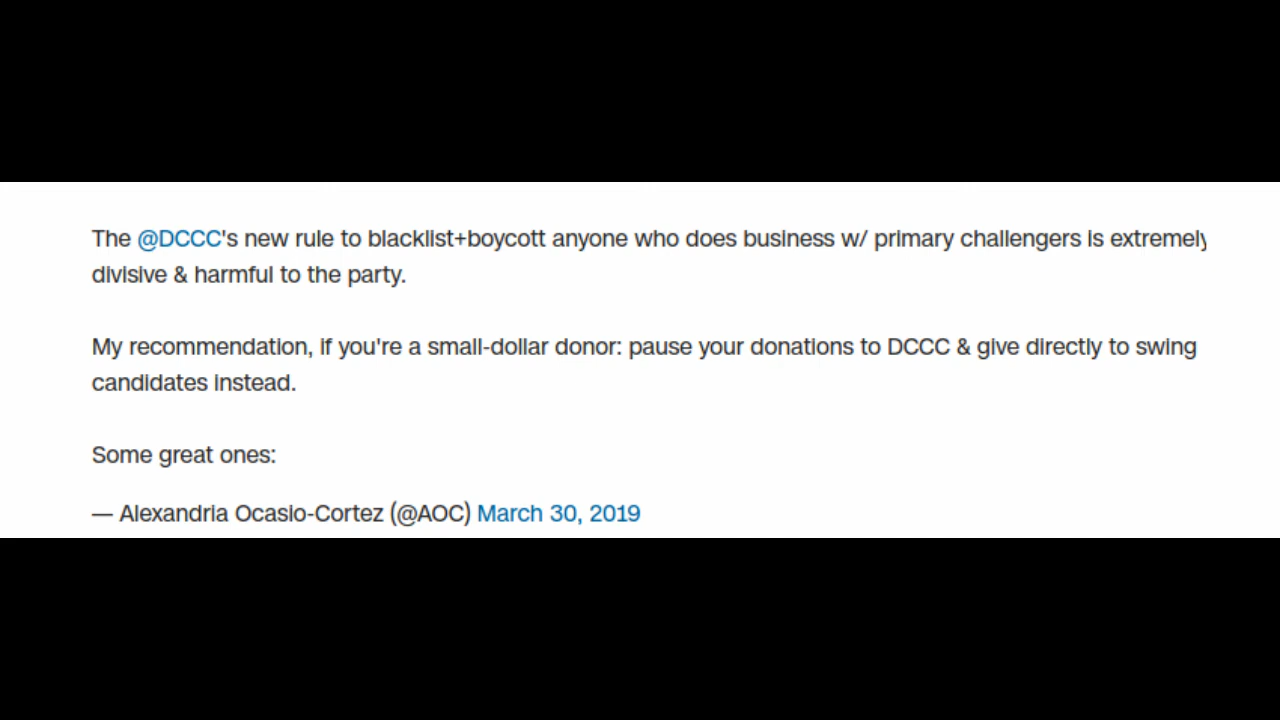 The @DCCC's new rule to blacklist+boycott anyone who does business w/ primary challengers is extremely
divisive & harmful to the party.
My recommendation, if you're a small-dollar donor: pause your donations to DCCC & give directly to swing
candidates instead.
Some great ones:
— Alexandria Ocasio-Cortez (@AOC) March 30, 2019